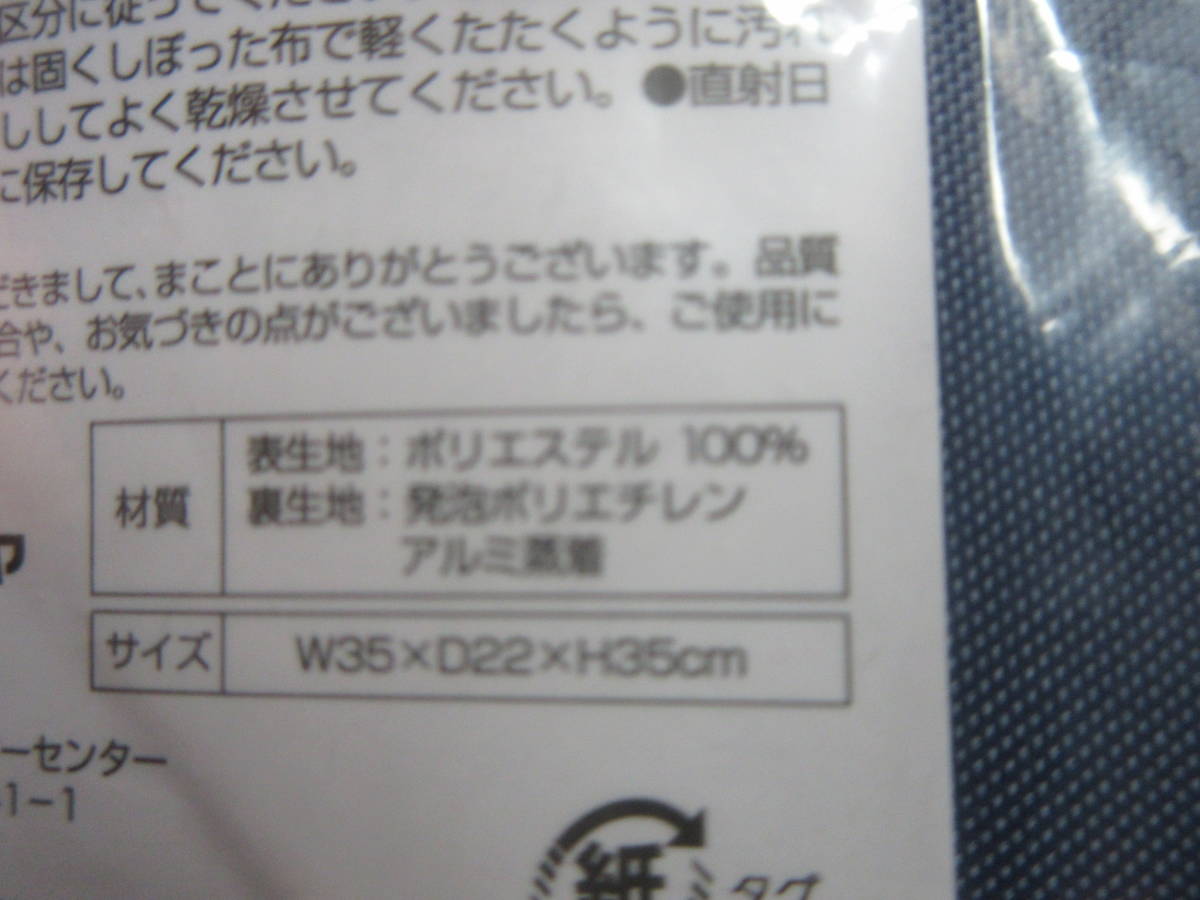 区分に従ってください
は固くしぼった布で軽くたたくように汚れ
ししてよく乾燥させてください。●直射日
に保存してください。
だきまして、まことにありがとうございます。品質
合や、お気づきの点がございましたら、ご使用に
ください。
材質
表生地：ポリエステル 100%
裏生地：発泡ポリエチレン
アルミ蒸着
サイズ
W35×D22×H35cm
ーセンター
1-1
紙
タグ